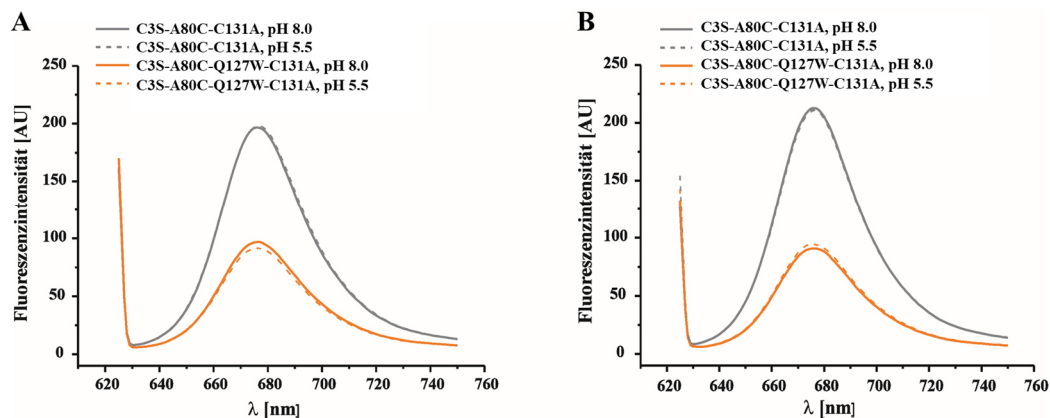 A
C3S-A80C-C131A, pH 8.0
C3S-A80C-C131A, pH 5.5
C3S-A80C-Q127W-C131A, pH 8.0
C3S-A80C-Q127W-C131A, pH 5.5
Fluoreszenzintensität [AU]
250
200
150
100
50
0
620 640 660 680 700 720 740 760
λ [nm]
B
C3S-A80C-C131A, pH 8.0
C3S-A80C-C131A, pH 5.5
C3S-A80C-Q127W-C131A, pH 8.0
C3S-A80C-Q127W-C131A, pH 5.5
Fluoreszenzintensität [AU]
250
200
150
100
50
0
620 640 660 680 700 720 740 760
λ [nm]